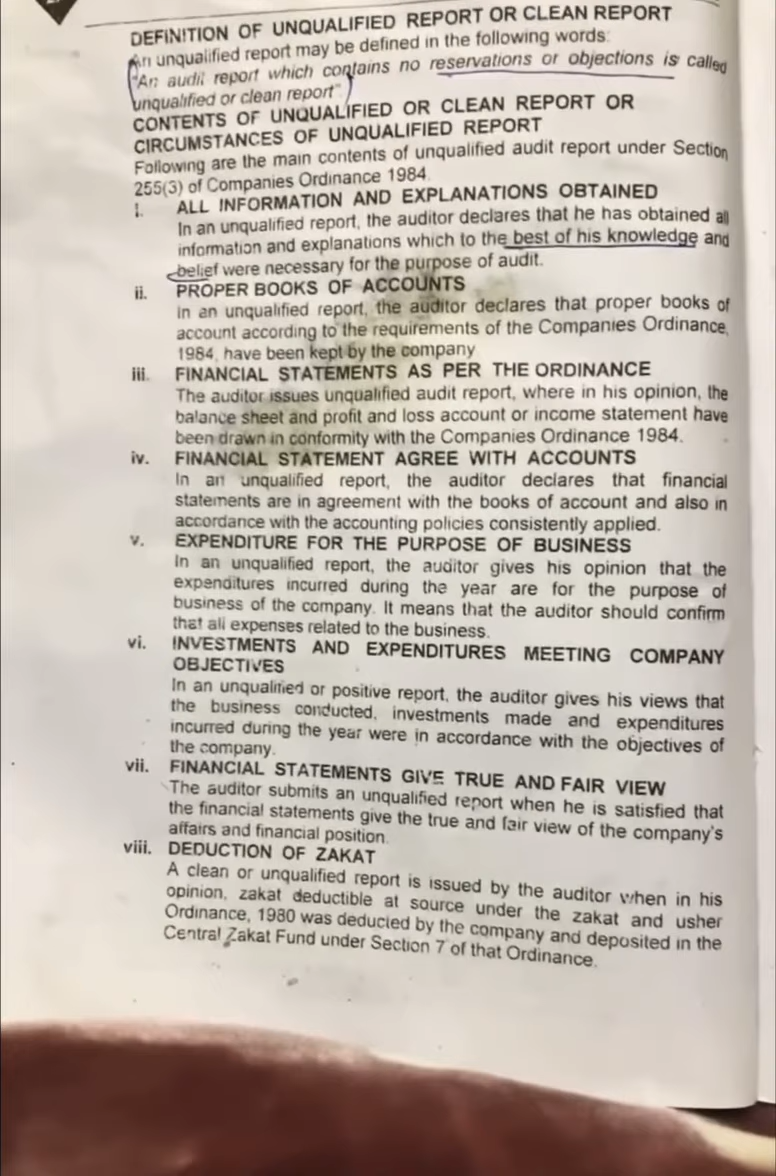 DEFINITION OF UNQUALIFIED REPORT OR CLEAN REPORT
An unqualified report may be defined in the following words:
"An audit report which contains no reservations or objections is called
unqualified or clean report"
CONTENTS OF UNQUALIFIED OR CLEAN REPORT OR
CIRCUMSTANCES OF UNQUALIFIED REPORT
Following are the main contents of unqualified audit report under Section
255(3) of Companies Ordinance 1984.
i. ALL INFORMATION AND EXPLANATIONS OBTAINED
In an unqualified report, the auditor declares that he has obtained all
information and explanations which to the best of his knowledge and
belief were necessary for the purpose of audit.
ii. PROPER BOOKS OF ACCOUNTS
In an unqualified report, the auditor declares that proper books of
account according to the requirements of the Companies Ordinance,
1984, have been kept by the company
iii. FINANCIAL STATEMENTS AS PER THE ORDINANCE
The auditor issues unqualified audit report, where in his opinion, the
balance sheet and profit and loss account or income statement have
been drawn in conformity with the Companies Ordinance 1984.
iv. FINANCIAL STATEMENT AGREE WITH ACCOUNTS
In an unqualified report, the auditor declares that financial
statements are in agreement with the books of account and also in
accordance with the accounting policies consistently applied.
v. EXPENDITURE FOR THE PURPOSE OF BUSINESS
In an unqualified report, the auditor gives his opinion that the
expenditures incurred during the year are for the purpose of
business of the company. It means that the auditor should confirm
that all expenses related to the business.
vi. INVESTMENTS AND EXPENDITURES MEETING COMPANY
OBJECTIVES
In an unqualified or positive report, the auditor gives his views that
the business conducted, investments made and expenditures
incurred during the year were in accordance with the objectives of
the company.
vii. FINANCIAL STATEMENTS GIVE TRUE AND FAIR VIEW
The auditor submits an unqualified report when he is satisfied that
the financial statements give the true and fair view of the company's
affairs and financial position.
viii. DEDUCTION OF ZAKAT
A clean or unqualified report is issued by the auditor when in his
opinion, zakat deductible at source under the zakat and usher
Ordinance, 1980 was deducted by the company and deposited in the
Central Zakat Fund under Section 7 of that Ordinance.